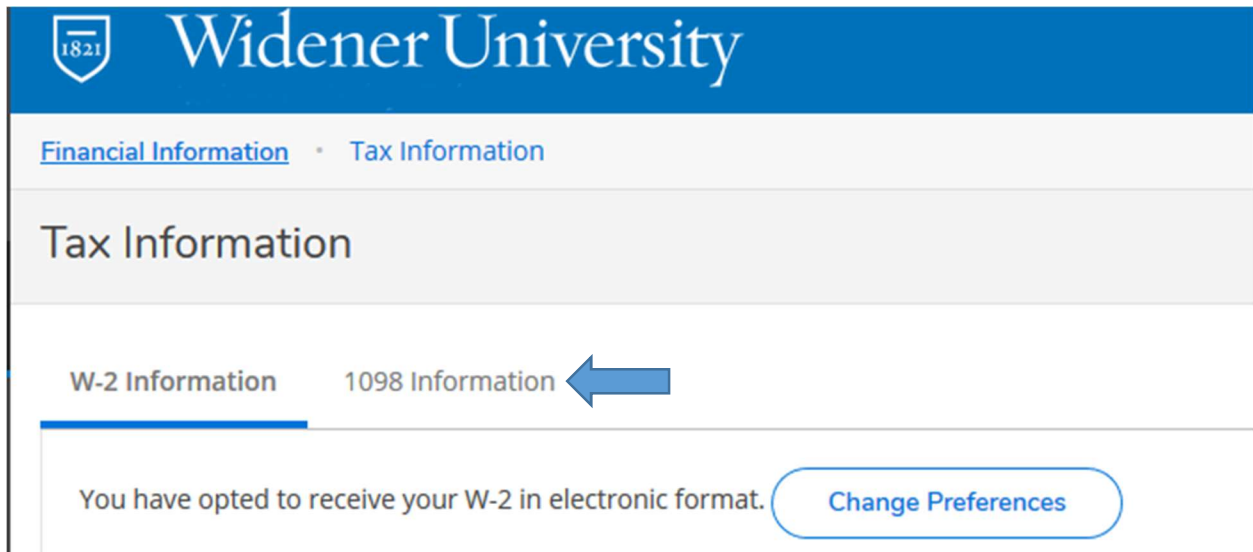 1821 Widener University
Financial Information • Tax Information
Tax Information
W-2 Information 1098 Information
You have opted to receive your W-2 in electronic format. Change Preferences